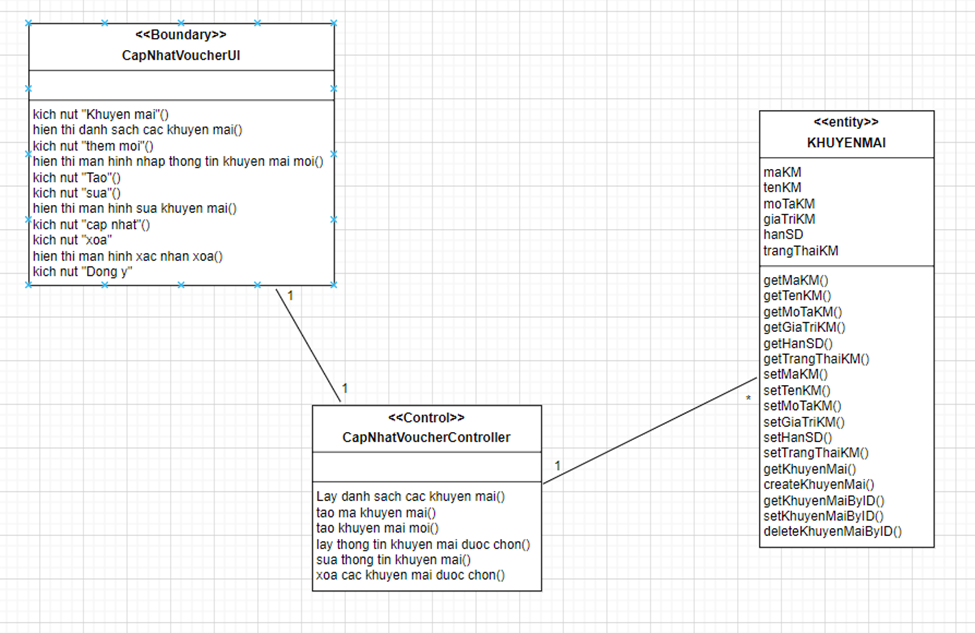 <<Boundary>>
CapNhatVoucherUI
kich nut "Khuyen mai"()
hien thi danh sach cac khuyen mai()
kich nut "them moi"()
hien thi man hinh nhap thong tin khuyen mai moi()
kich nut "Tao"()
kich nut "sua"()
hien thi man hinh sua khuyen mai()
kich nut "cap nhat"()
kich nut "xoa"
hien thi man hinh xac nhan xoa()
kich nut "Dong y"
1
1
<<Control>>
CapNhatVoucherController
Lay danh sach cac khuyen mai()
tao ma khuyen mai()
tao khuyen mai moi()
lay thong tin khuyen mai duoc chon()
sua thong tin khuyen mai()
xoa cac khuyen mai duoc chon()
1
*
<<entity>>
KHUYENMAI
maKM
tenKM
moTaKM
giaTriKM
hanSD
trangThaiKM
getMaKM()
getTenKM()
getMoTaKM()
getGiaTriKM()
getHanSD()
getTrangThaiKM()
setMaKM()
setTenKM()
setMoTaKM()
setGiaTriKM()
setHanSD()
setTrangThaiKM()
getKhuyenMai()
createKhuyenMai()
getKhuyenMaiByID()
setKhuyenMaiByID()
deleteKhuyenMaiByID()